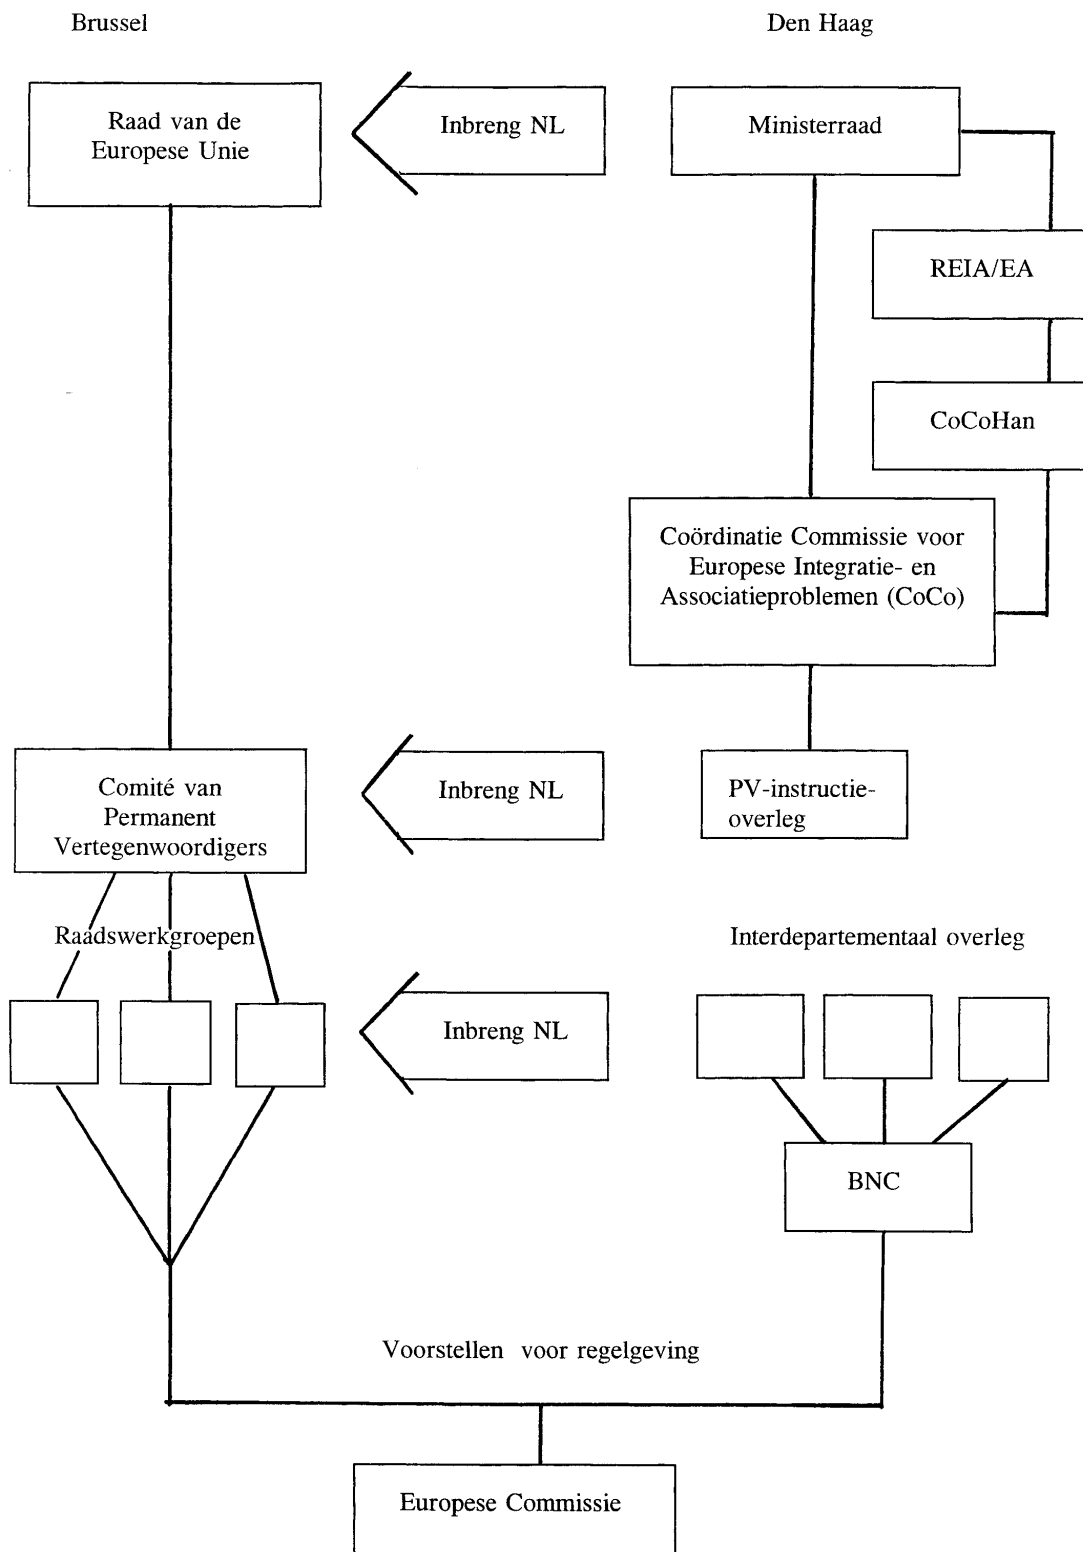 Brussel
Den Haag
Raad van de
Europese Unie
Inbreng NL
Ministerraad
REIA/EA
CoCoHan
Coördinatie Commissie voor
Europese Integratie- en
Associatieproblemen (CoCo)
Comité van
Permanent
Vertegenwoordigers
Inbreng NL
PV-instructie-
overleg
Raadswerkgroepen
Interdepartementaal overleg
Inbreng NL
BNC
Voorstellen voor regelgeving
Europese Commissie